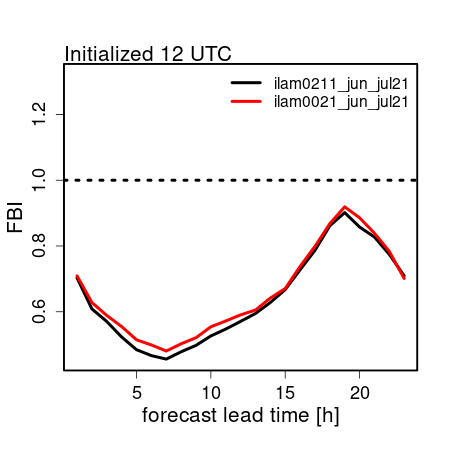 Initialized 12 UTC
ilam0211_jun_jul21
ilam0021_jun_jul21
FBI
1.2
1.0
0.8
0.6
5 10 15 20
forecast lead time [h]